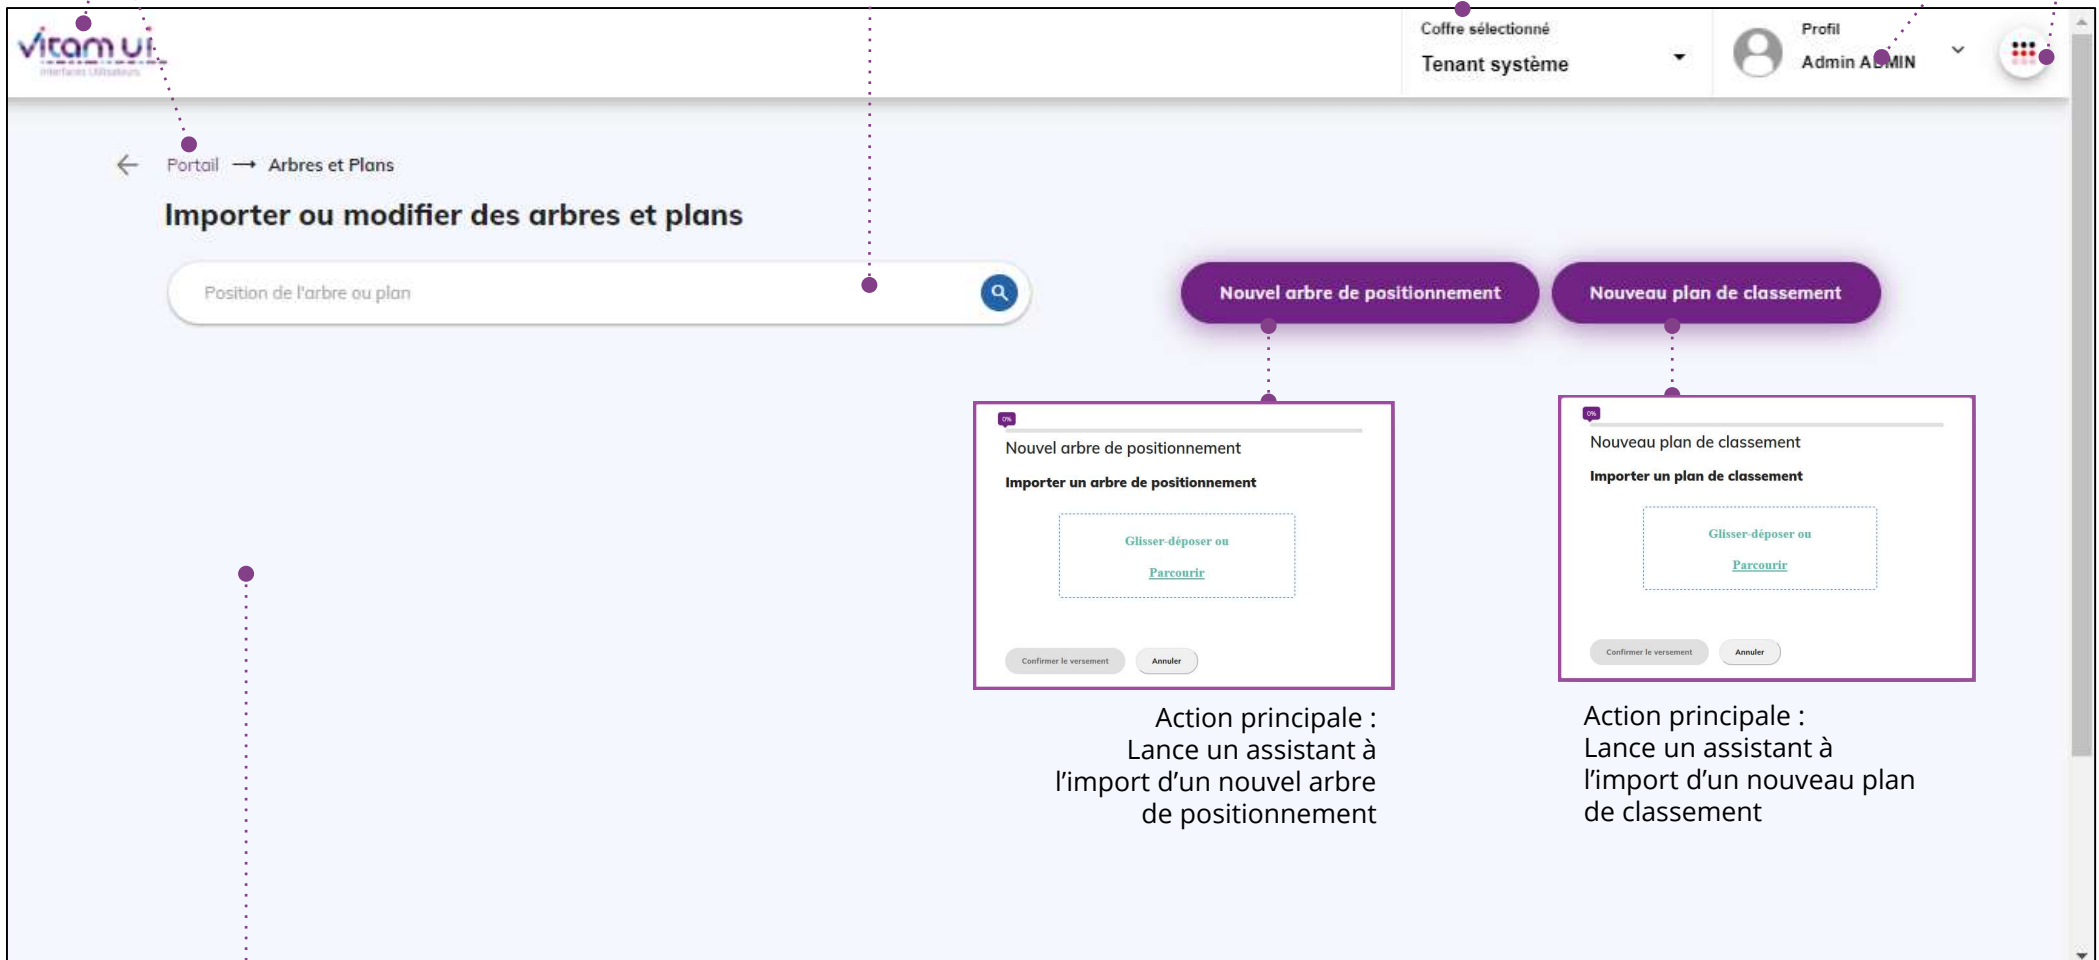 vitam ui
Interfaces Utilisateurs
Coffre sélectionné
Tenant système
Profil
Admin ADMIN
Portail → Arbres et Plans
Importer ou modifier des arbres et plans
Position de l'arbre ou plan
Nouvel arbre de positionnement
Nouveau plan de classement
0%
Nouvel arbre de positionnement
Importer un arbre de positionnement
Glisser-déposer ou
Parcourir
Confirmer le versement
Annuler
Action principale :
Lance un assistant à
l’import d’un nouvel arbre
de positionnement
0%
Nouveau plan de classement
Importer un plan de classement
Glisser-déposer ou
Parcourir
Confirmer le versement
Annuler
Action principale :
Lance un assistant à
l’import d’un nouveau plan
de classement